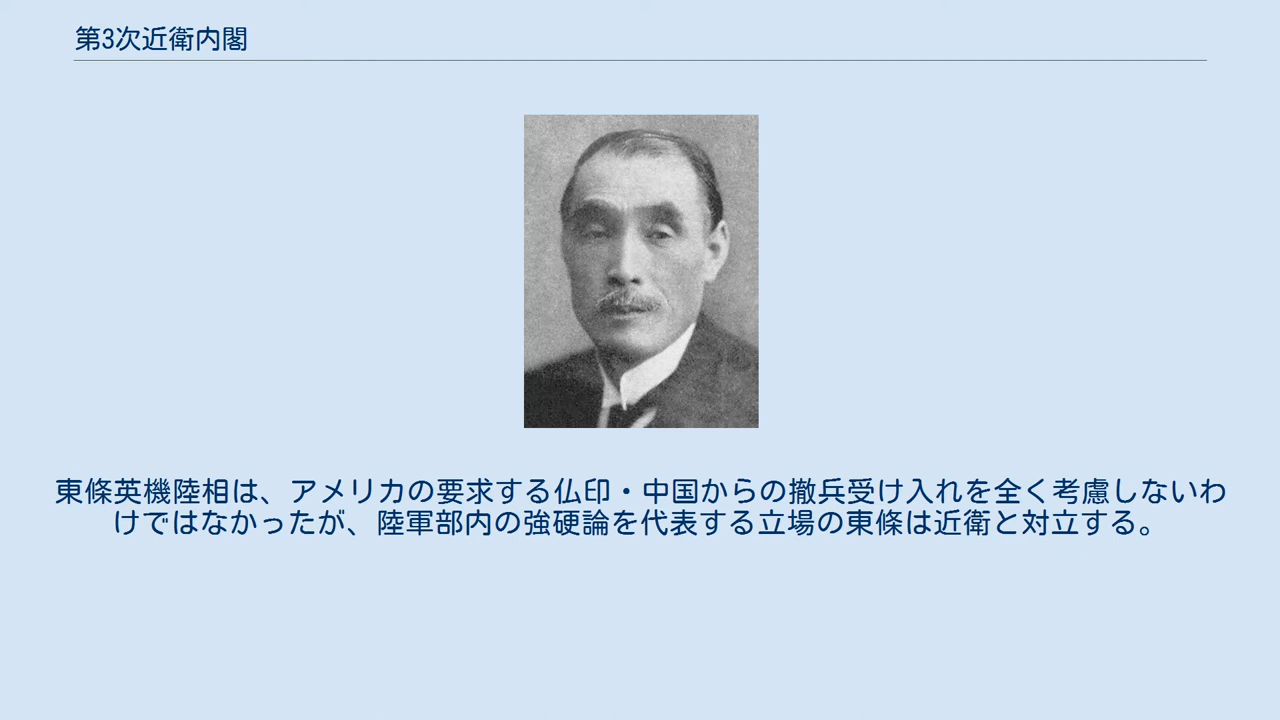 第3次近衛内閣
東條英機陸相は、アメリカの要求する仏印・中国からの撤兵受け入れを全く考慮しないわ
けではなかったが、陸軍部内の強硬論を代表する立場の東條は近衛と対立する。